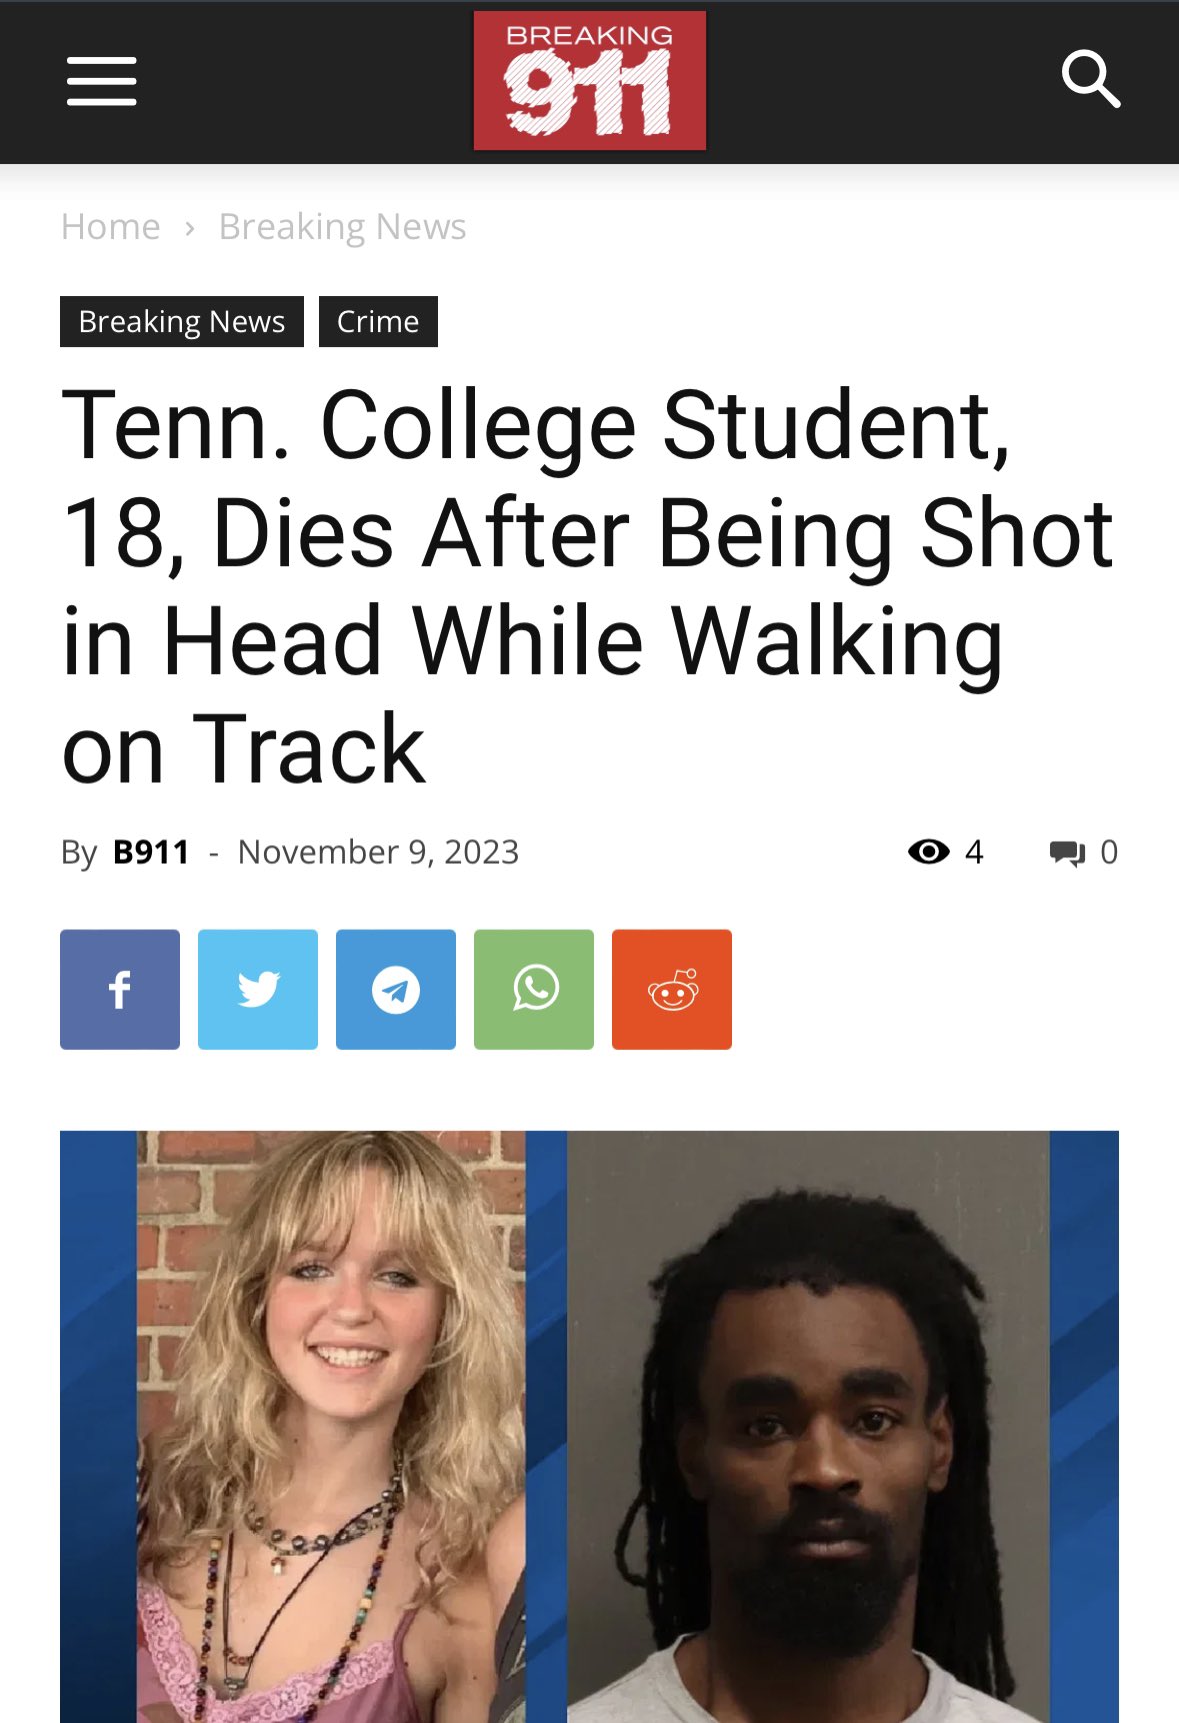 BREAKING
911
Home › Breaking News
Breaking News Crime
Tenn. College Student,
18, Dies After Being Shot
in Head While Walking
on Track
By B911 - November 9, 2023 4 0